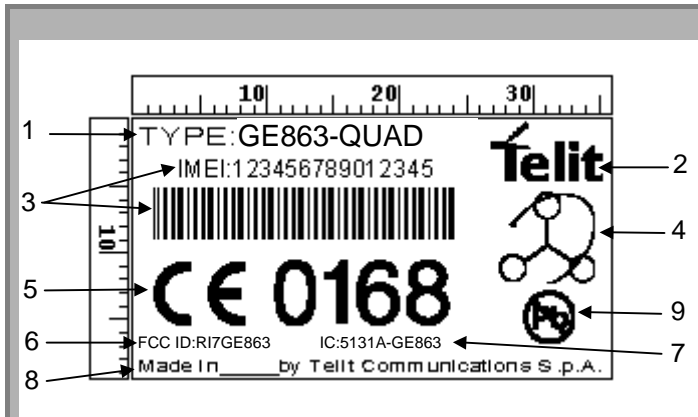 10 20 30
1 TYPE:GE863-QUAD Telit 2
IMEI:123456789012345
3
4
10
5 CE 0168 Pb 9
6 FCC ID:RI7GE863 IC:5131A-GE863 7
8 Made in_____by Telit Communications S.p.A.